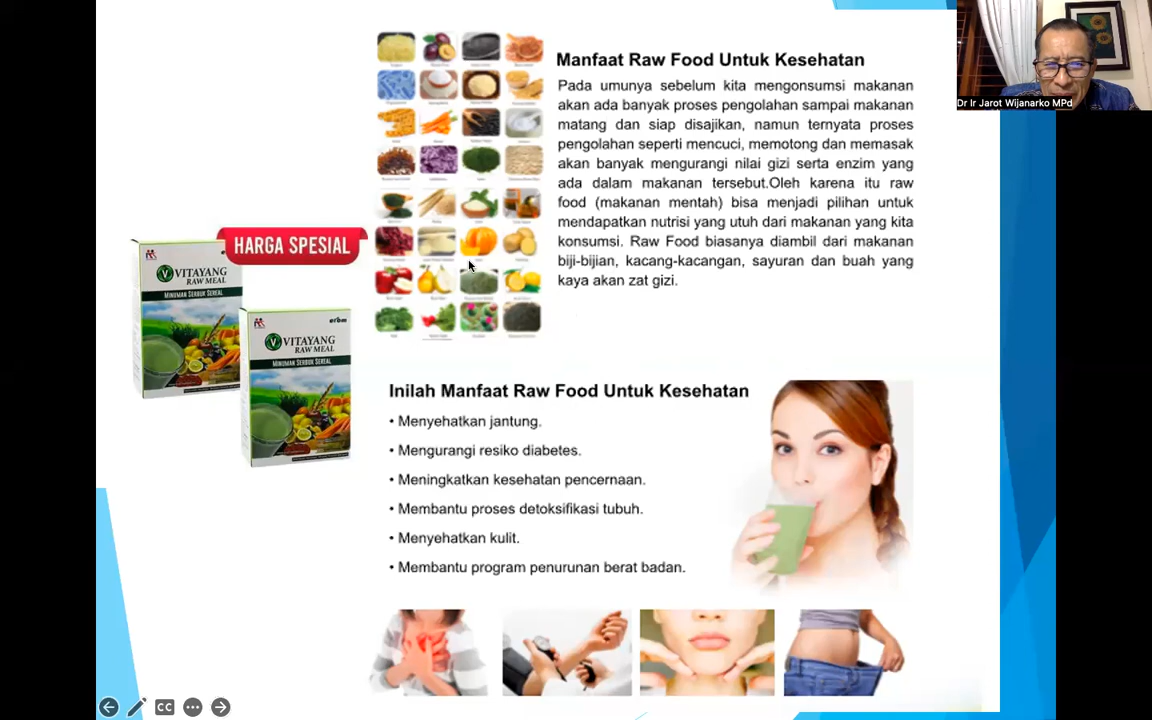 Manfaat Raw Food Untuk Kesehatan
Pada umunya sebelum kita mengonsumsi makanan
akan ada banyak proses pengolahan sampai makanan
matang dan siap disajikan, namun ternyata proses
pengolahan seperti mencuci, memotong dan memasak
akan banyak mengurangi nilai gizi serta enzim yang
ada dalam makanan tersebut.Oleh karena itu raw
food (makanan mentah) bisa menjadi pilihan untuk
mendapatkan nutrisi yang utuh dari makanan yang kita
konsumsi. Raw Food biasanya diambil dari makanan
biji-bijian, kacang-kacangan, sayuran dan buah yang
kaya akan zat gizi.
Dr Ir Jarot Wijanarko MPd
HARGA SPESIAL
VITAYANG
RAW MEAL
MINUMAN SERBUK SEREAL
erom
VITAYANG
RAW MEAL
MINUMAN SERBUK SEREAL
Inilah Manfaat Raw Food Untuk Kesehatan
• Menyehatkan jantung.
• Mengurangi resiko diabetes.
• Meningkatkan kesehatan pencernaan.
• Membantu proses detoksifikasi tubuh.
• Menyehatkan kulit.
• Membantu program penurunan berat badan.
CC